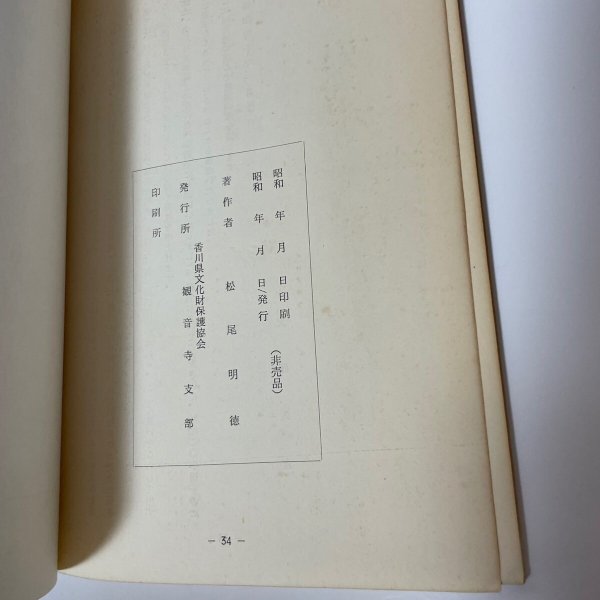 昭和　年　月　日印刷
昭和　年　月　日/発行　（非売品）
著作者　松尾明徳
発行所　香川県文化財保護協会
観音寺支部
印刷所
－ 34 －